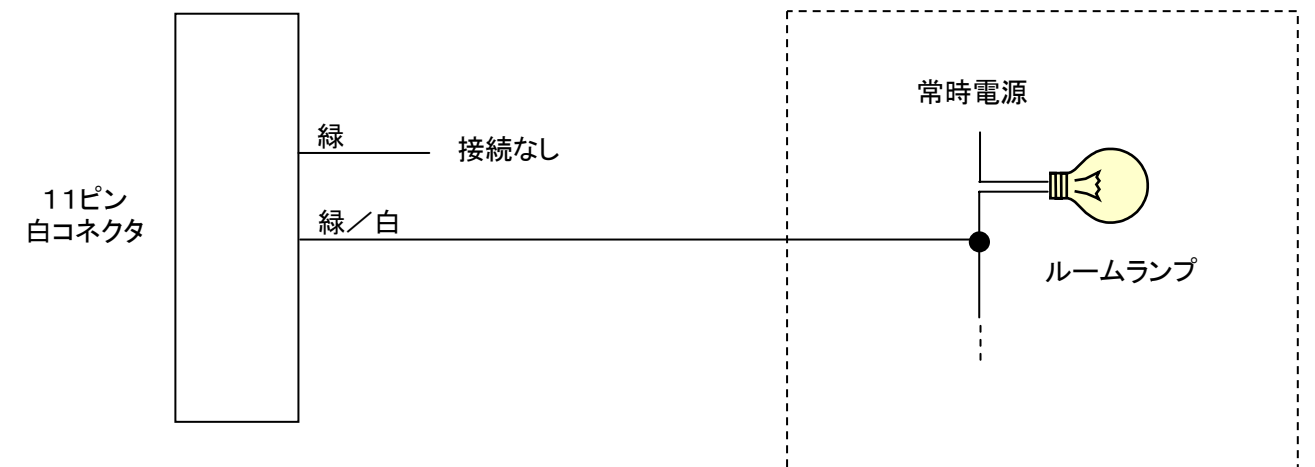 常時電源
緑
接続なし
11ピン
白コネクタ
緑/白
ルームランプ